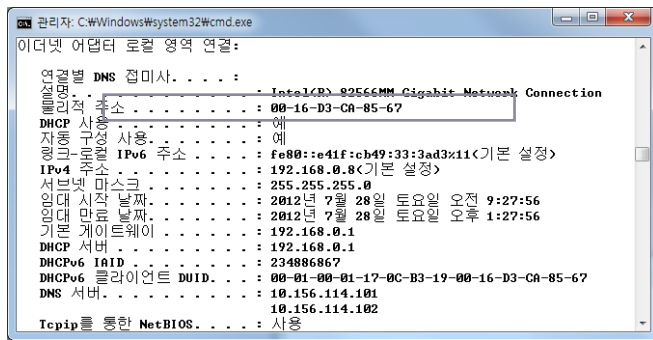 관리자: C:₩Windows₩system32₩cmd.exe
이더넷 어댑터 로컬 영역 연결:
연결별 DNS 접미사. . . . :
설명. . . . . . . . . . . . : Intel(R) 82566MM Gigabit Network Connection
물리적 주소 . . . . . . . . : 00-16-D3-CA-85-67
DHCP 사용 . . . . . . . . . : 예
자동 구성 사용. . . . . . . : 예
링크-로컬 IPv6 주소 . . . . : fe80::e41f:cb49:33:3ad3%11(기본 설정)
IPv4 주소 . . . . . . . . . : 192.168.0.8(기본 설정)
서브넷 마스크 . . . . . . . : 255.255.255.0
임대 시작 날짜. . . . . . . : 2012년 7월 28일 토요일 오전 9:27:56
임대 만료 날짜. . . . . . . : 2012년 7월 28일 토요일 오후 1:27:56
기본 게이트웨이 . . . . . . : 192.168.0.1
DHCP 서버 . . . . . . . . . : 192.168.0.1
DHCPv6 IAID . . . . . . . . : 234886867
DHCPv6 클라이언트 DUID. . . : 00-01-00-01-17-0C-B3-19-00-16-D3-CA-85-67
DNS 서버. . . . . . . . . . : 10.156.114.101
10.156.114.102
Tcpip를 통한 NetBIOS. . . . : 사용